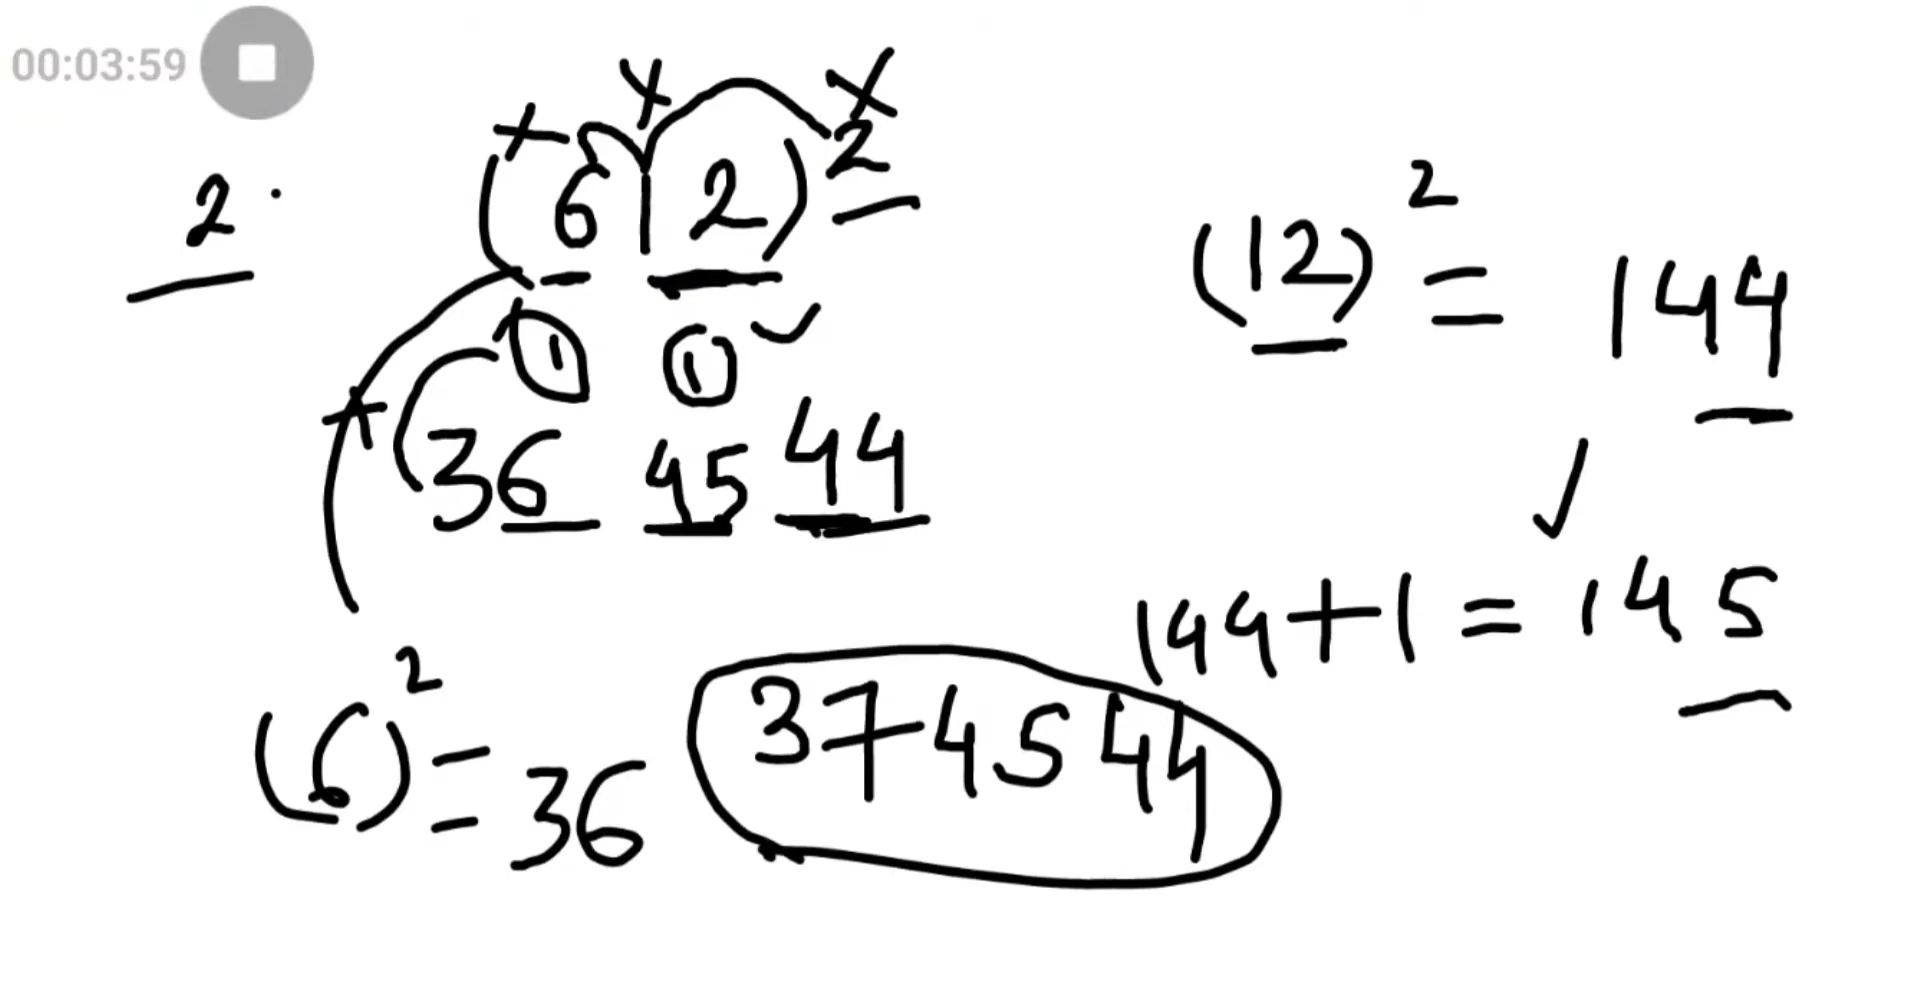 00:03:59
2. (6|2)²
(12)² = 144
1 1
36 45 44
144+1 = 145
(6)² = 36
374544